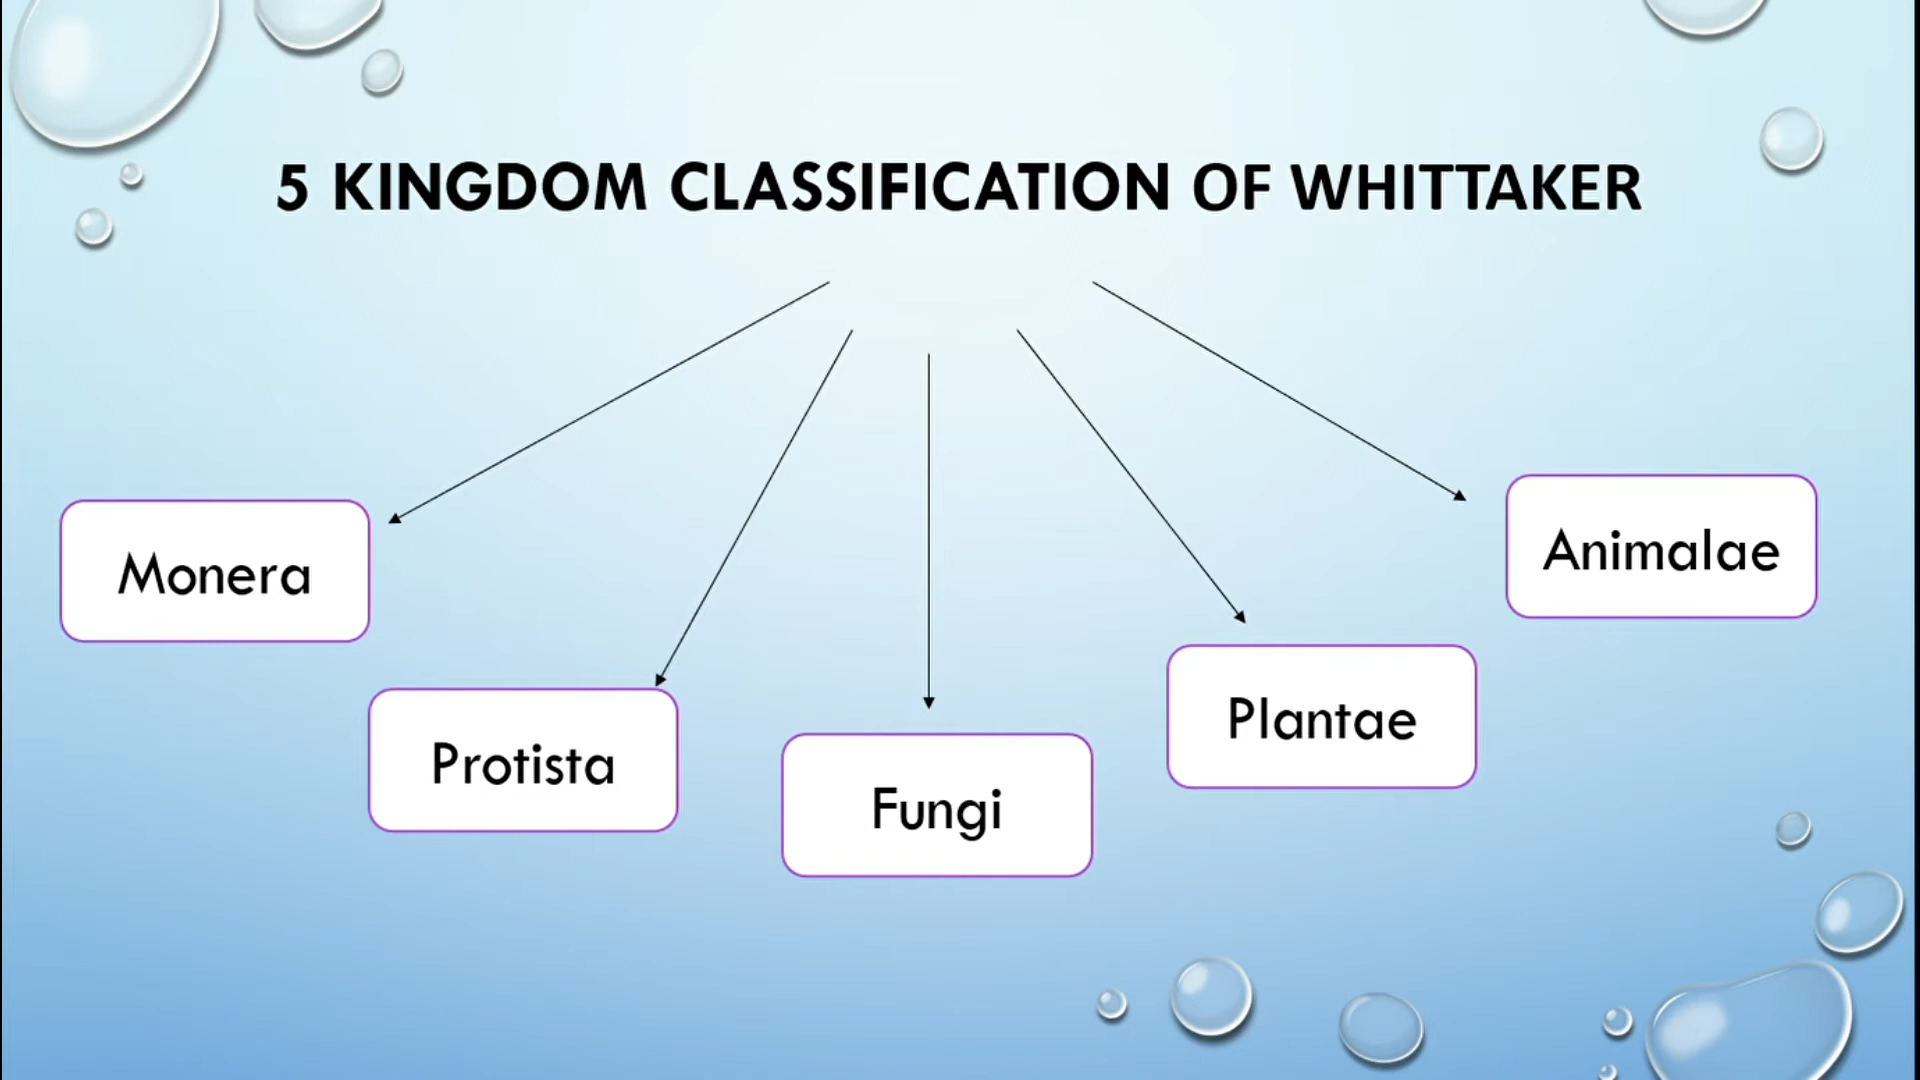 5 KINGDOM CLASSIFICATION OF WHITTAKER
Monera
Protista
Fungi
Plantae
Animalae